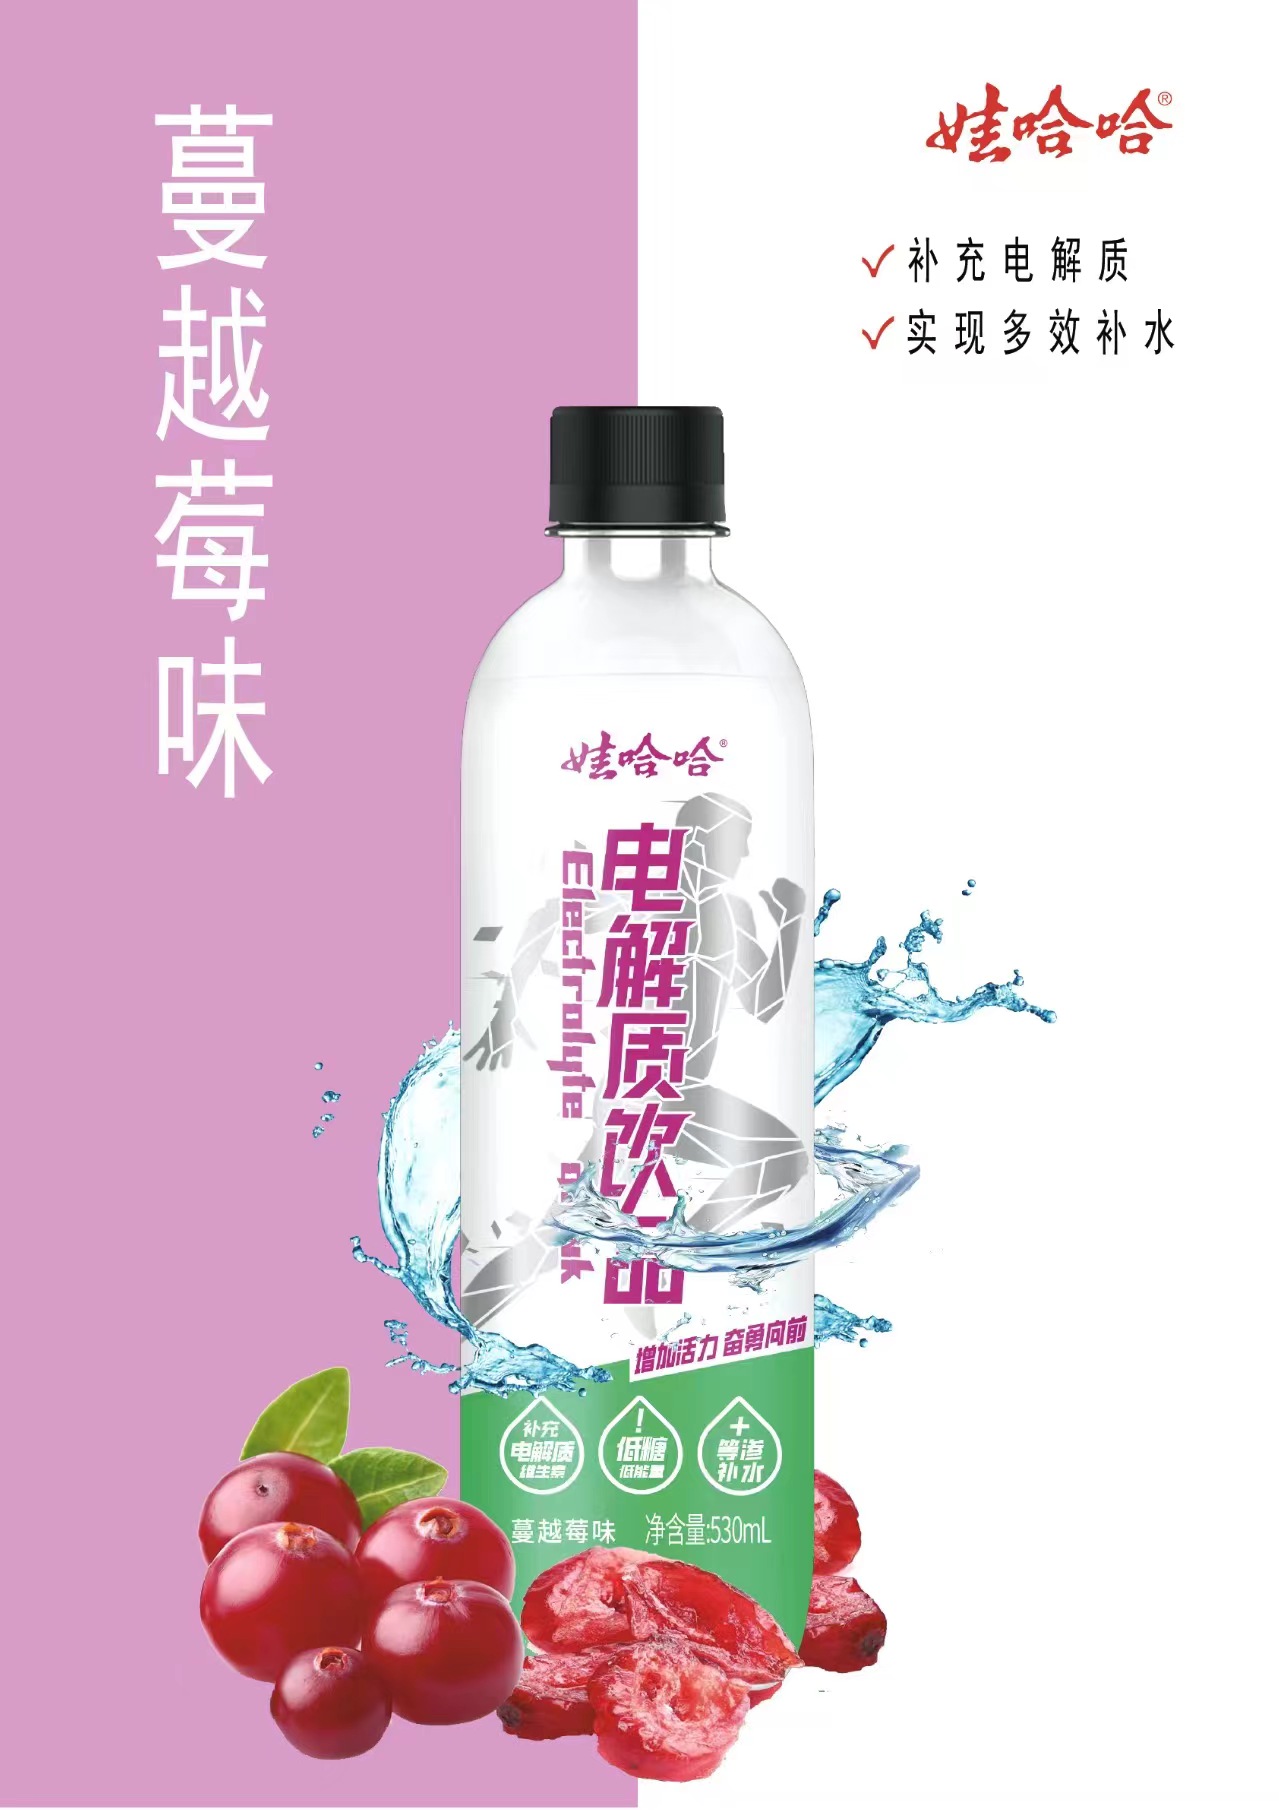 蔓越莓味
娃哈哈®
补充电解质
实现多效补水
娃哈哈®
电解质饮品
Electrolyte
增加活力 奋勇向前
补充
电解质
维生素
!
低糖
低能量
+
等渗
补水
蔓越莓味 净含量:530mL